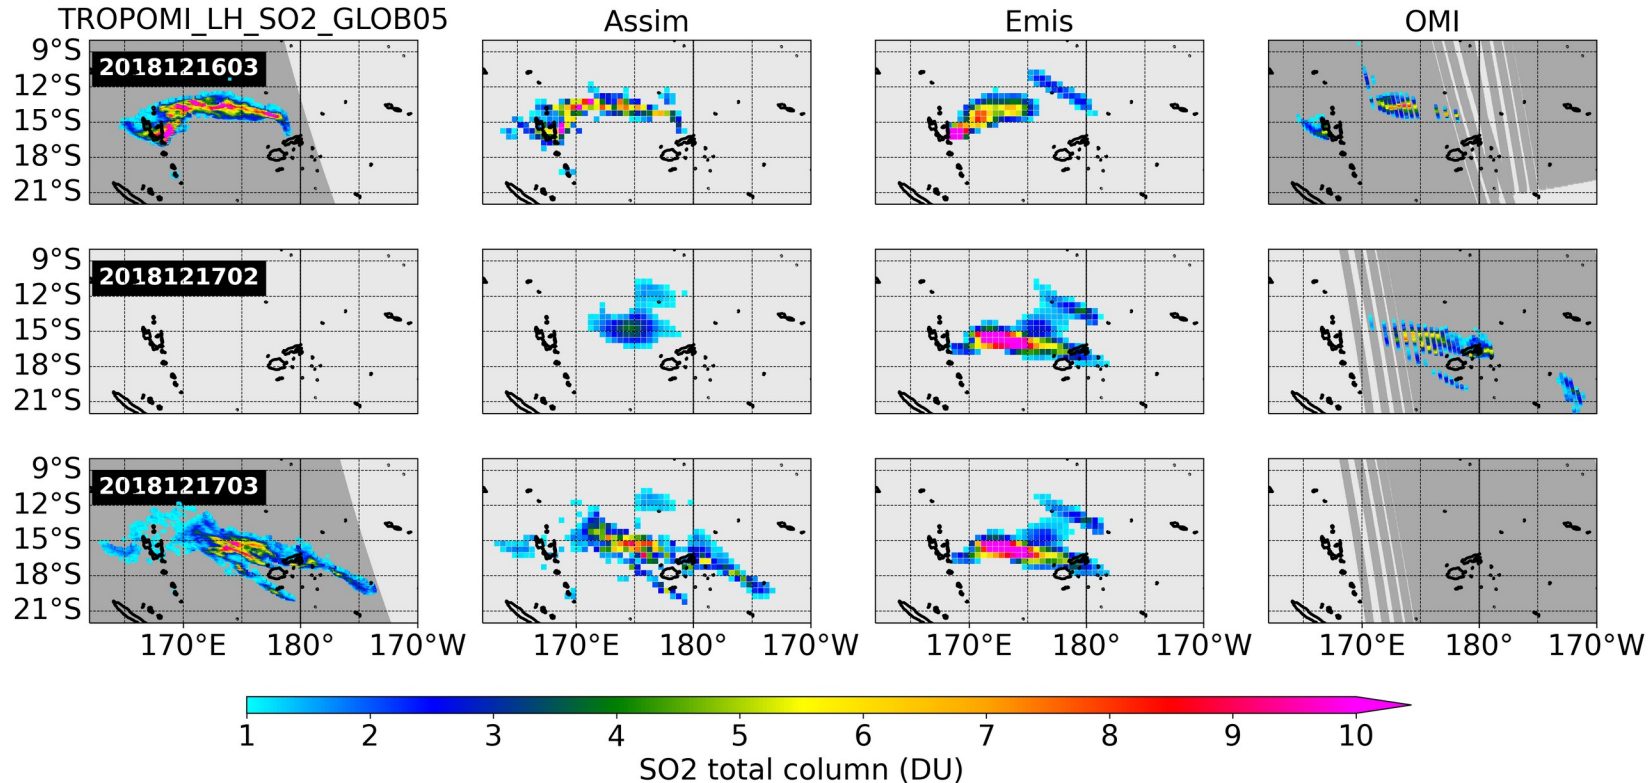 TROPOMI_LH_SO2_GLOB05 Assim Emis OMI
9°S
2018121603
12°S
15°S
18°S
21°S
9°S
2018121702
12°S
15°S
18°S
21°S
9°S
2018121703
12°S
15°S
18°S
21°S
170°E 180° 170°W 170°E 180° 170°W 170°E 180° 170°W 170°E 180° 170°W
1 2 3 4 5 6 7 8 9 10
SO2 total column (DU)